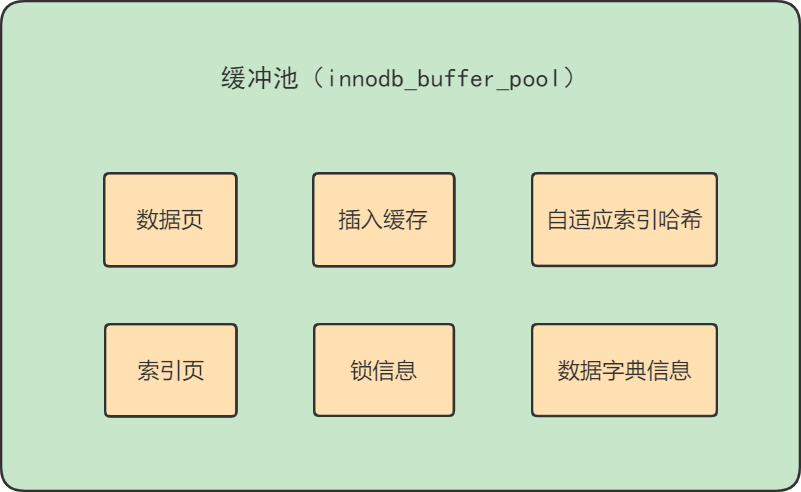 缓冲池（innodb_buffer_pool）
数据页
插入缓存
自适应索引哈希
索引页
锁信息
数据字典信息